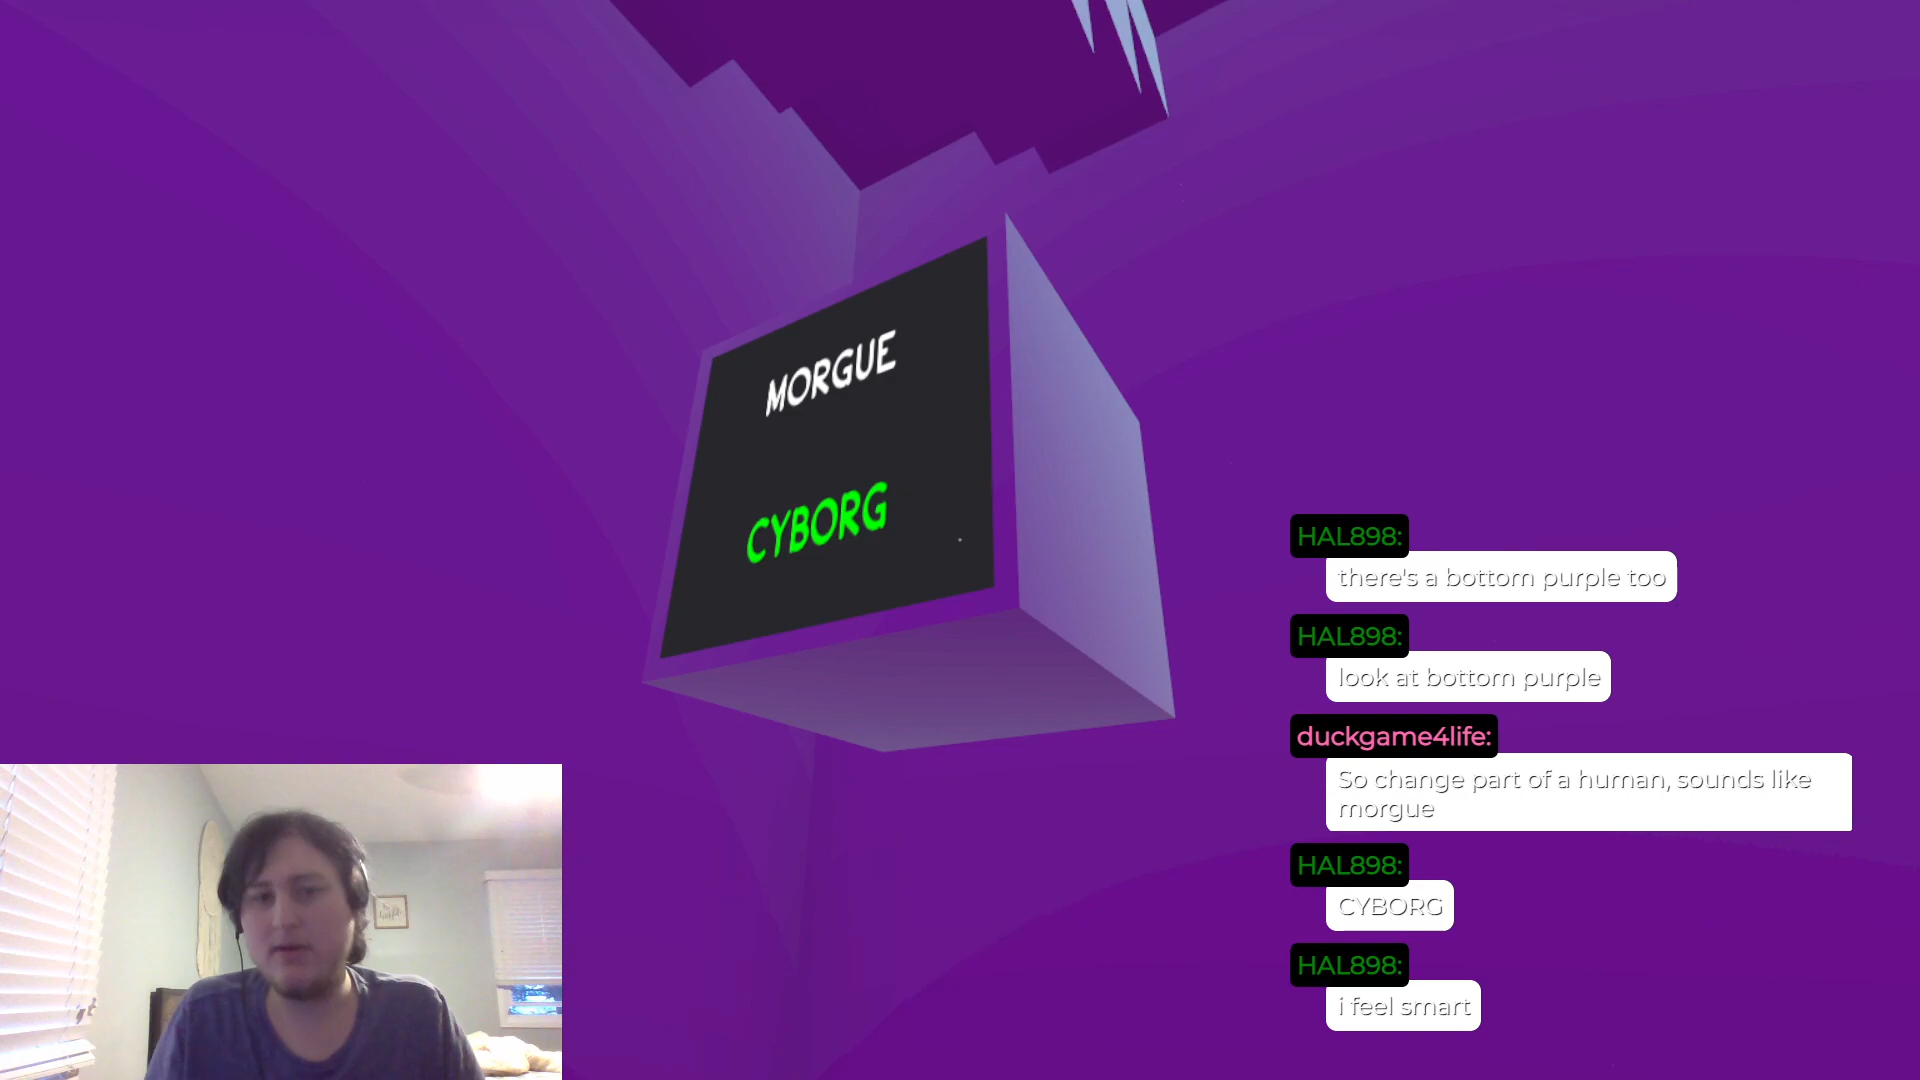 MORGUE
CYBORG
HAL898:
there's a bottom purple too
HAL898:
look at bottom purple
duckgame4life:
So change part of a human, sounds like
morgue
HAL898:
CYBORG
HAL898:
i feel smart